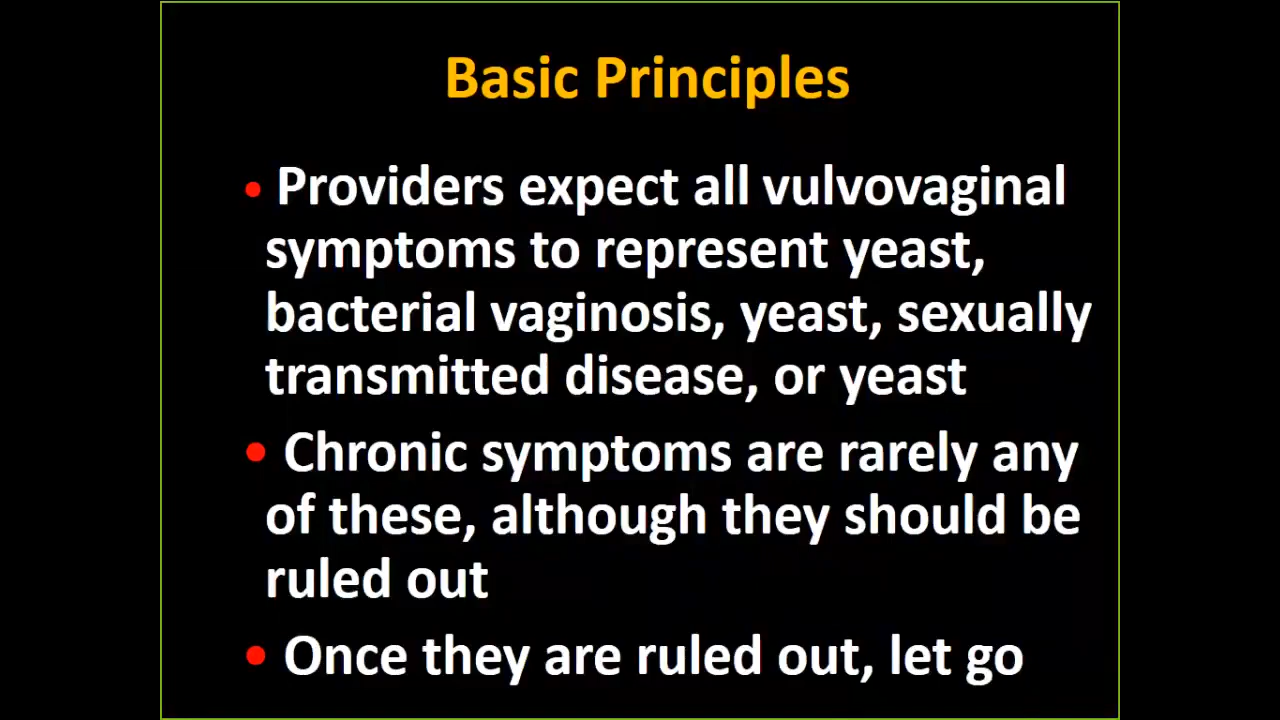 Basic Principles
• Providers expect all vulvovaginal
symptoms to represent yeast,
bacterial vaginosis, yeast, sexually
transmitted disease, or yeast
• Chronic symptoms are rarely any
of these, although they should be
ruled out
• Once they are ruled out, let go